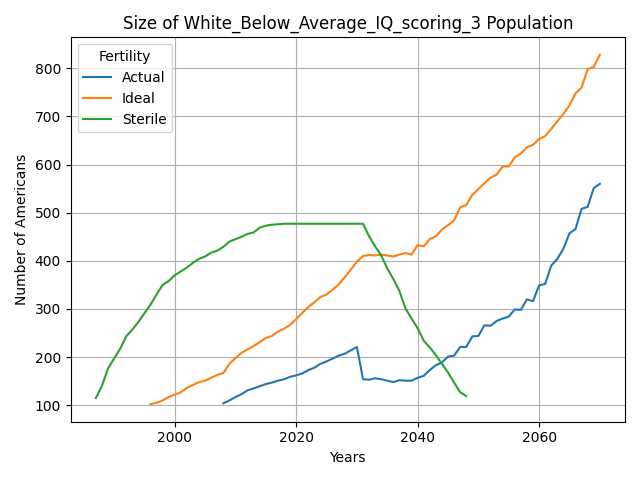 Size of White_Below_Average_IQ_scoring_3 Population
Fertility
Actual
Ideal
Sterile
Number of Americans
800
700
600
500
400
300
200
100
2000
2020
2040
2060
Years